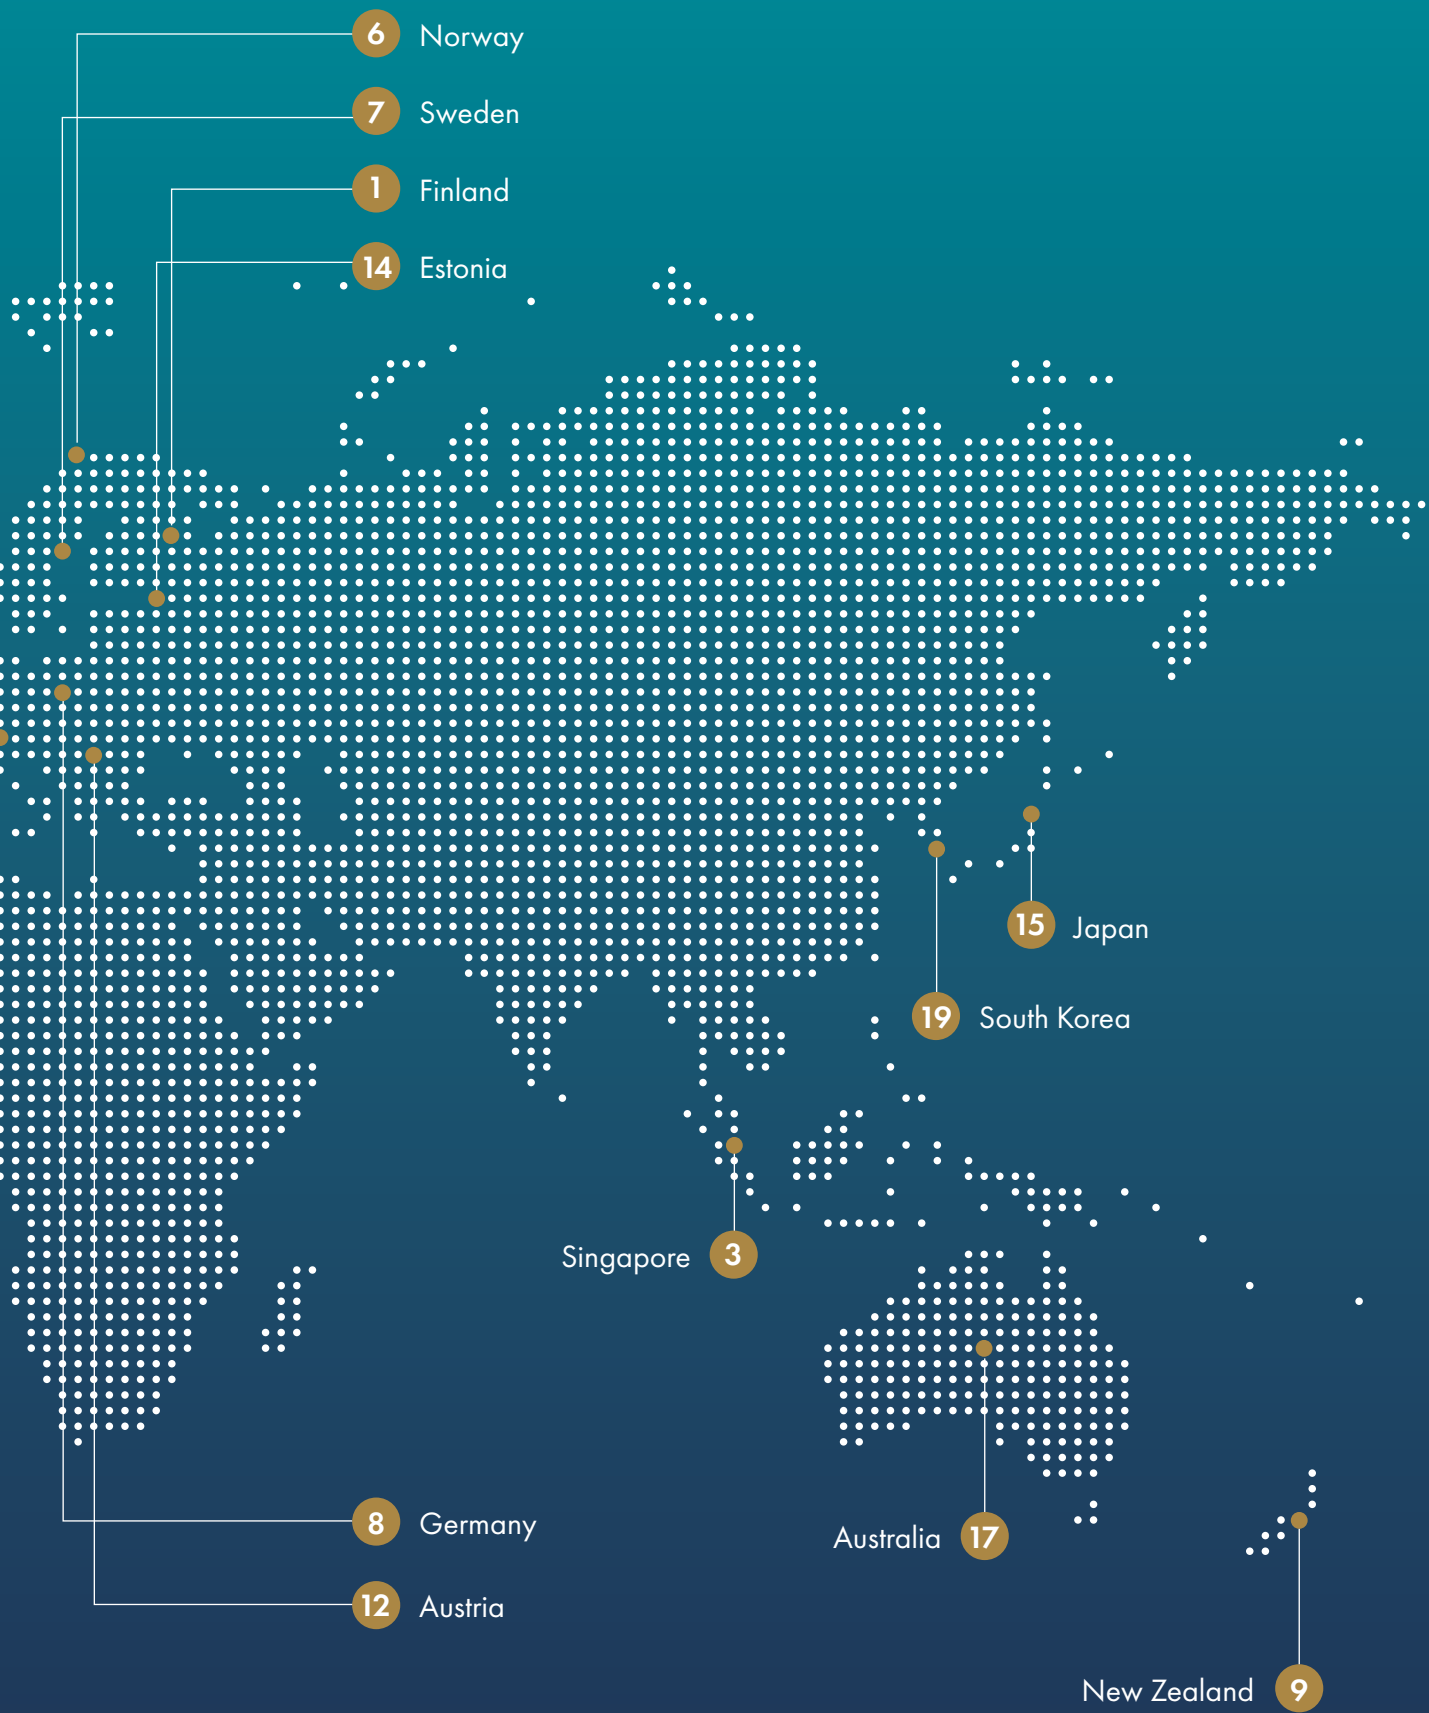 6 Norway
7 Sweden
1 Finland
14 Estonia
15 Japan
19 South Korea
Singapore 3
8 Germany
Australia 17
12 Austria
New Zealand 9